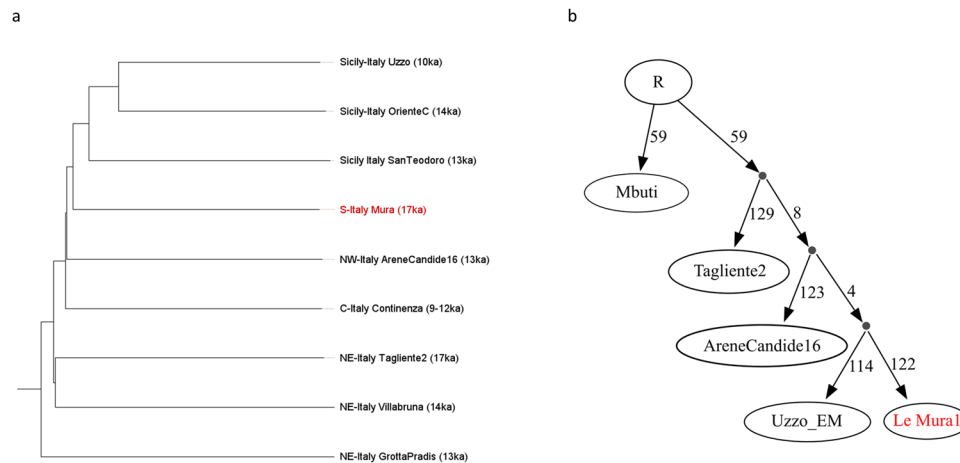 a
Sicily-Italy Uzzo (10ka)
Sicily-Italy OrienteC (14ka)
Sicily Italy SanTeodoro (13ka)
S-Italy Mura (17ka)
NW-Italy AreneCandide16 (13ka)
C-Italy Continenza (9-12ka)
NE-Italy Tagliente2 (17ka)
NE-Italy Villabruna (14ka)
NE-Italy GrottaPradis (13ka)
b
R
59 59
Mbuti
129 8
Tagliente2
123 4
AreneCandide16
114 122
Uzzo_EM Le Mura1